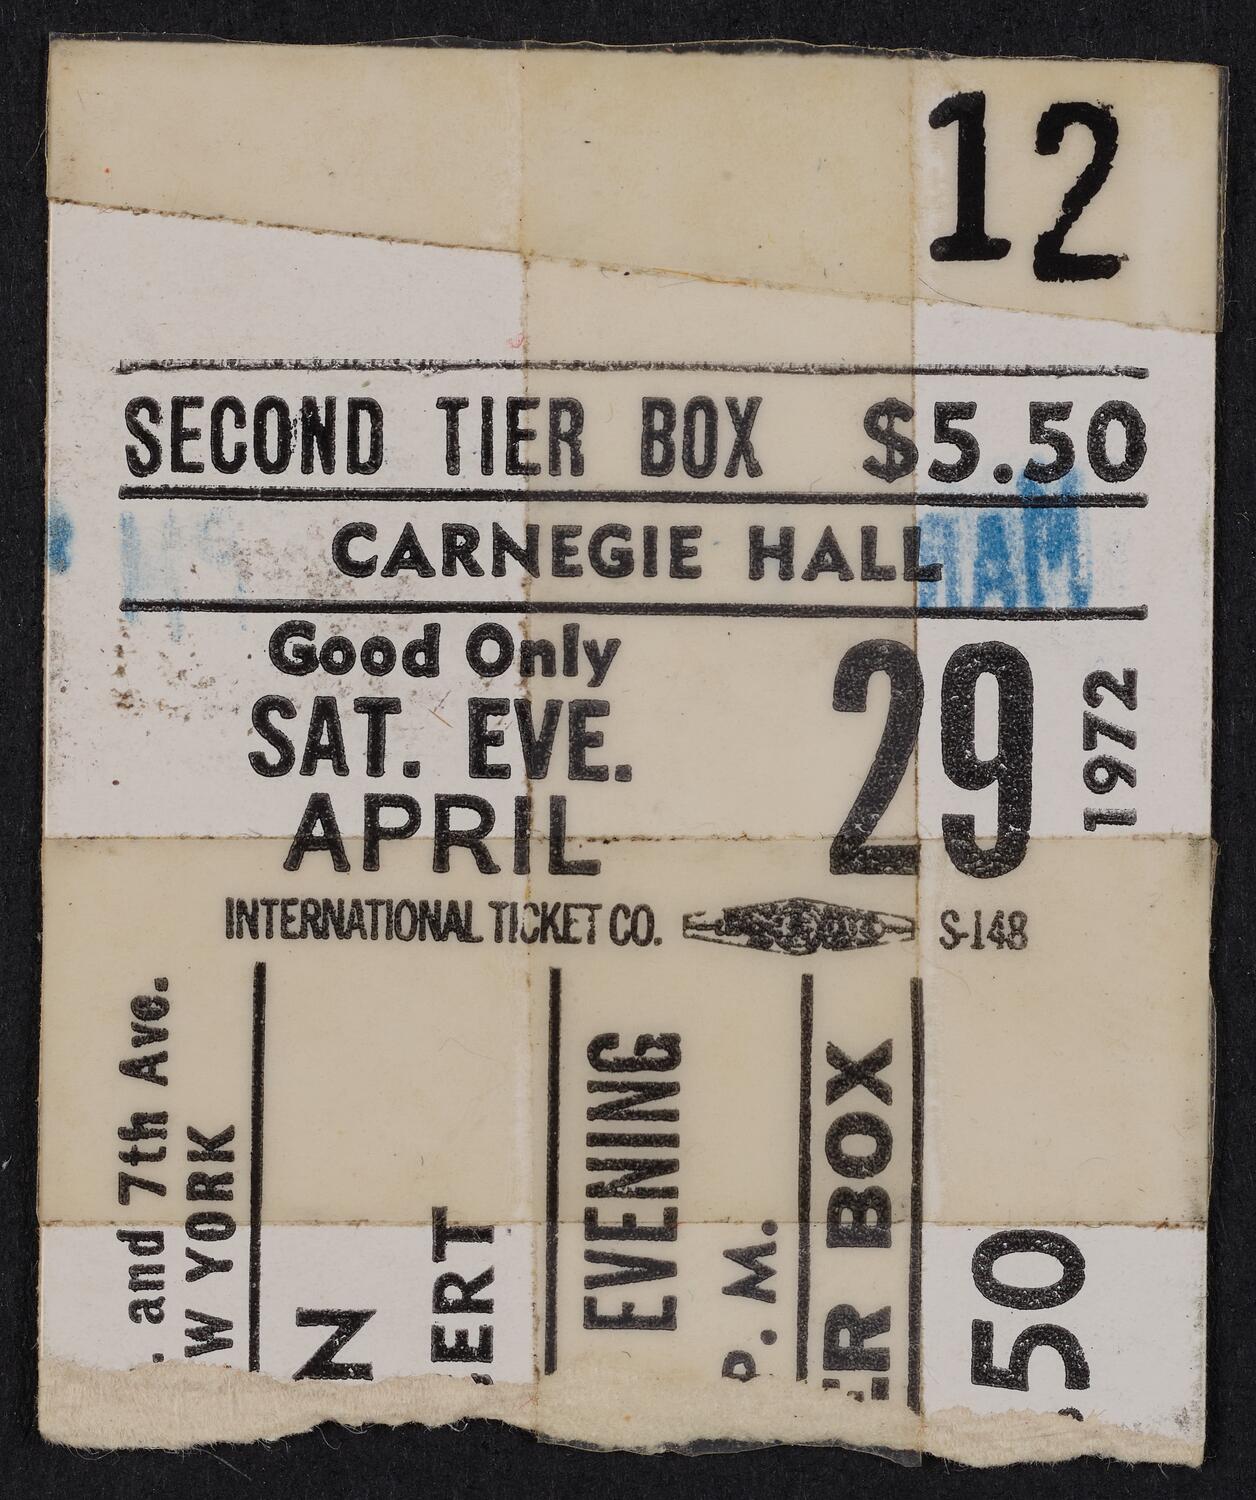 12
SECOND TIER BOX $5.50
CARNEGIE HALL
Good Only
SAT. EVE.
APRIL
29
1972
INTERNATIONAL TICKET CO.
S-148
. and 7th Ave.
W YORK
N
ERT
EVENING
P. M.
R BOX
50